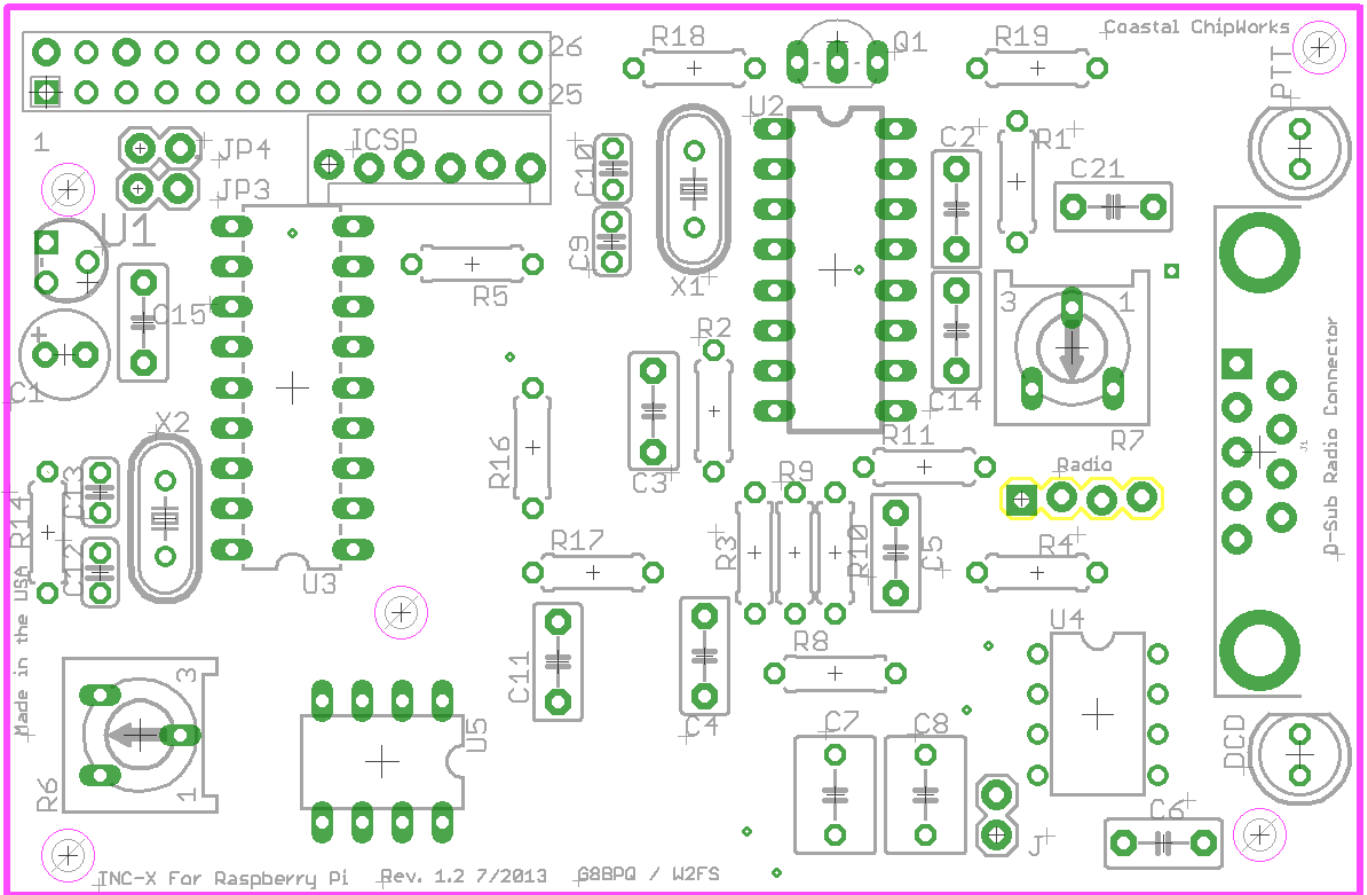 Coastal ChipWorks
R18
Q1
R19
PTT
26
25
1
ICSP
JP4
JP3
C10
U2
C2
R1
C21
U1
C9
X1
R5
C15
3
1
R2
C1
C14
R7
X2
R16
C3
R11
Radio
R9
J1
D-Sub Radio Connector
C13
R14
C12
U3
R17
R3
R10
C5
R4
Made in the USA
U4
R8
C11
C4
3
R6
1
U5
C7
C8
DCD
J
C6
TNC-X For Raspberry Pi
Rev. 1.2 7/2013
G8BPQ / W2FS